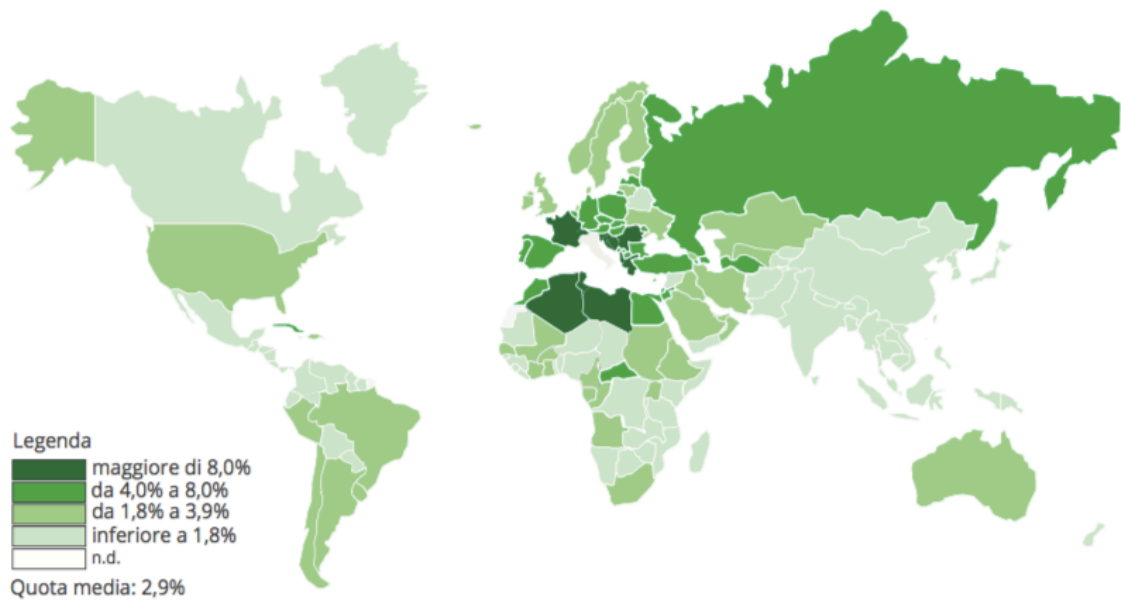 Legenda
maggiore di 8,0%
da 4,0% a 8,0%
da 1,8% a 3,9%
inferiore a 1,8%
n.d.
Quota media: 2,9%